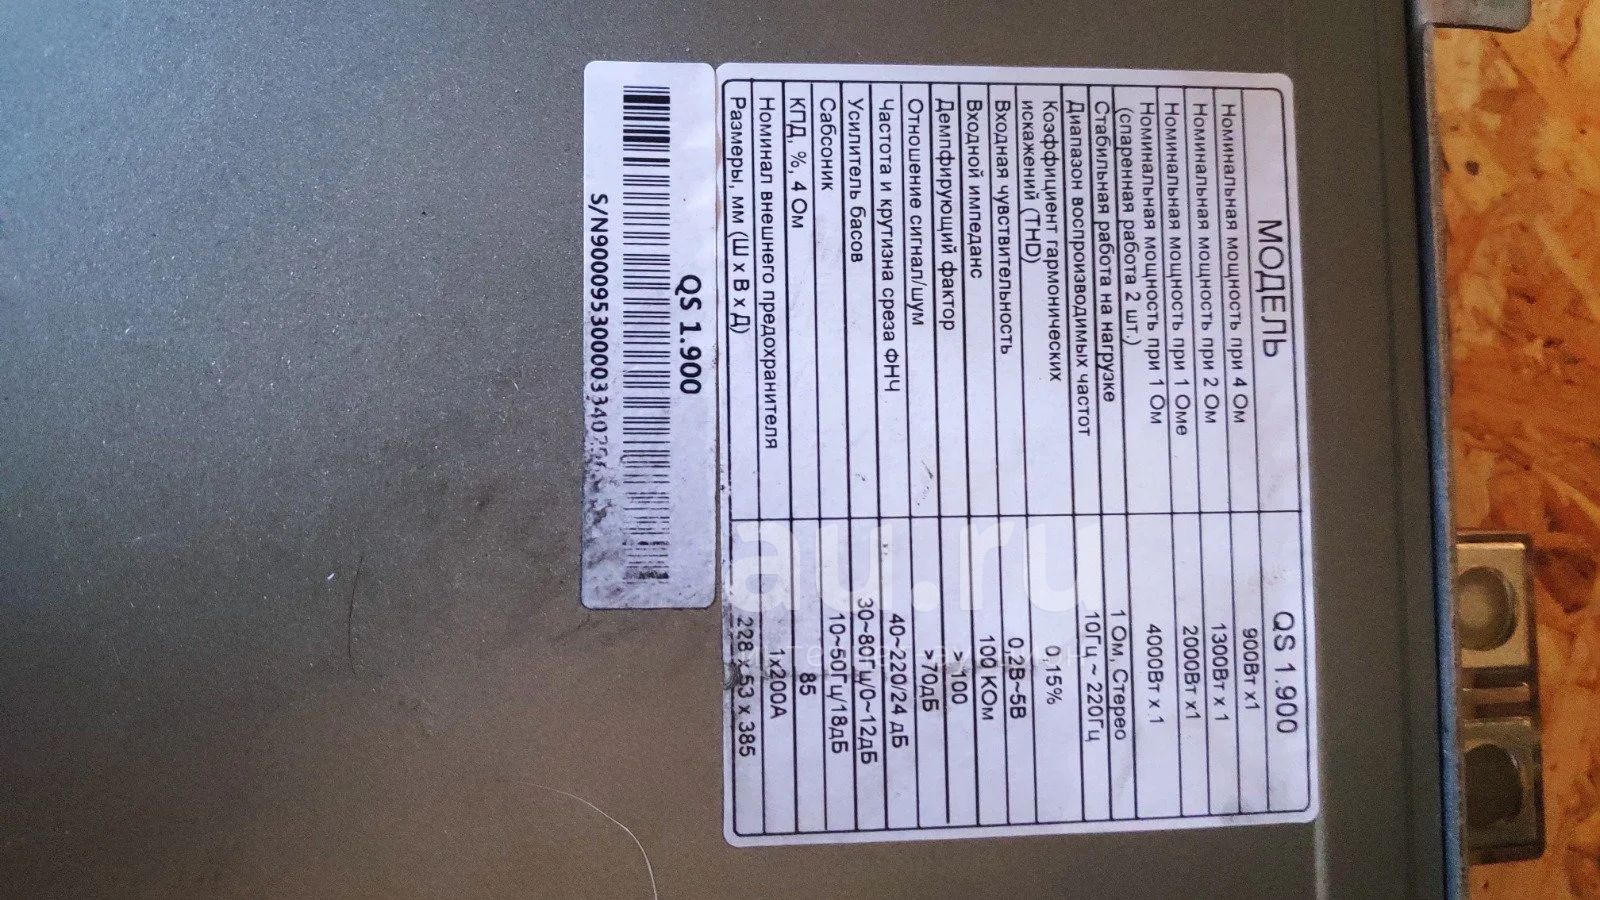 МОДЕЛЬ QS 1.900
Номинальная мощность при 4 Ом 900Вт x1
Номинальная мощность при 2 Ом 1300Вт x 1
Номинальная мощность при 1 Оме 2000Вт x1
Номинальная мощность при 1 Ом 4000Вт x 1
(спаренная работа 2 шт.)
Стабильная работа на нагрузке 1 Ом, Стерео
Диапазон воспроизводимых частот 10Гц ~ 220Гц
Коэффициент гармонических 0,15%
искажений (THD)
Входная чувствительность 0,2В~5В
Входной импеданс 100 КОм
Демпфирующий фактор >100
Отношение сигнал/шум >70дБ
Частота и крутизна среза ФНЧ 40~220/24 дБ
Усилитель басов 30~80Гц/0~12дБ
Сабсоник 10~50Гц/18дБ
КПД, %, 4 Ом 85
Номинал внешнего предохранителя 1x200А
Размеры, мм (Ш x В x Д) 228 x 53 x 385
QS 1.900
au.ru